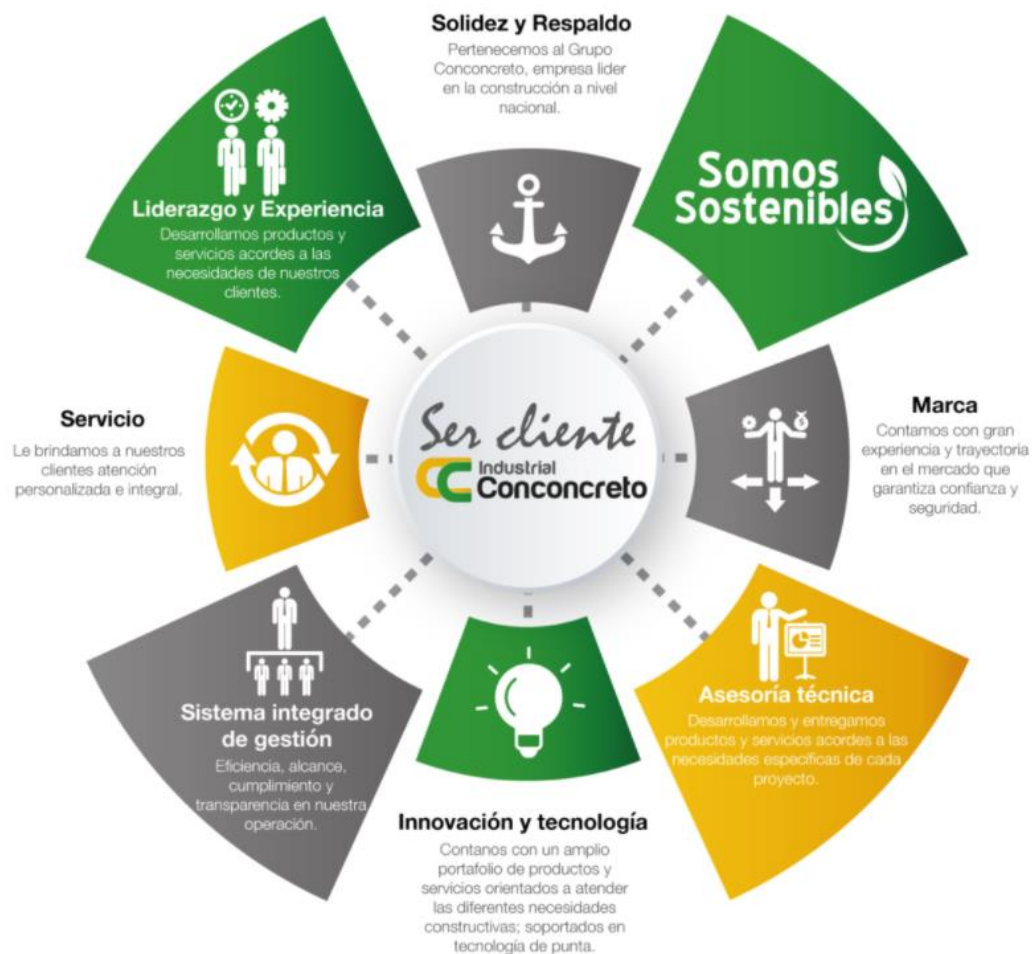 Solidez y Respaldo
Pertenecemos al Grupo
Conconcreto, empresa lider
en la construcción a nivel
nacional.
Somos
Sostenibles
Liderazgo y Experiencia
Desarrollamos productos y
servicios acordes a las
necesidades de nuestros
clientes.
Servicio
Le brindamos a nuestros
clientes atención
personalizada e integral.
Ser cliente
Industrial
Conconcreto
Marca
Contamos con gran
experiencia y trayectoria
en el mercado que
garantiza confianza y
seguridad.
Sistema integrado
de gestión
Eficiencia, alcance,
cumplimiento y
transparencia en nuestra
operación.
Asesoría técnica
Desarrollamos y entregamos
productos y servicios acordes a las
necesidades específicas de cada
proyecto.
Innovación y tecnología
Contanos con un amplio
portafolio de productos y
servicios orientados a atender
las diferentes necesidades
constructivas; soportados en
tecnología de punta.